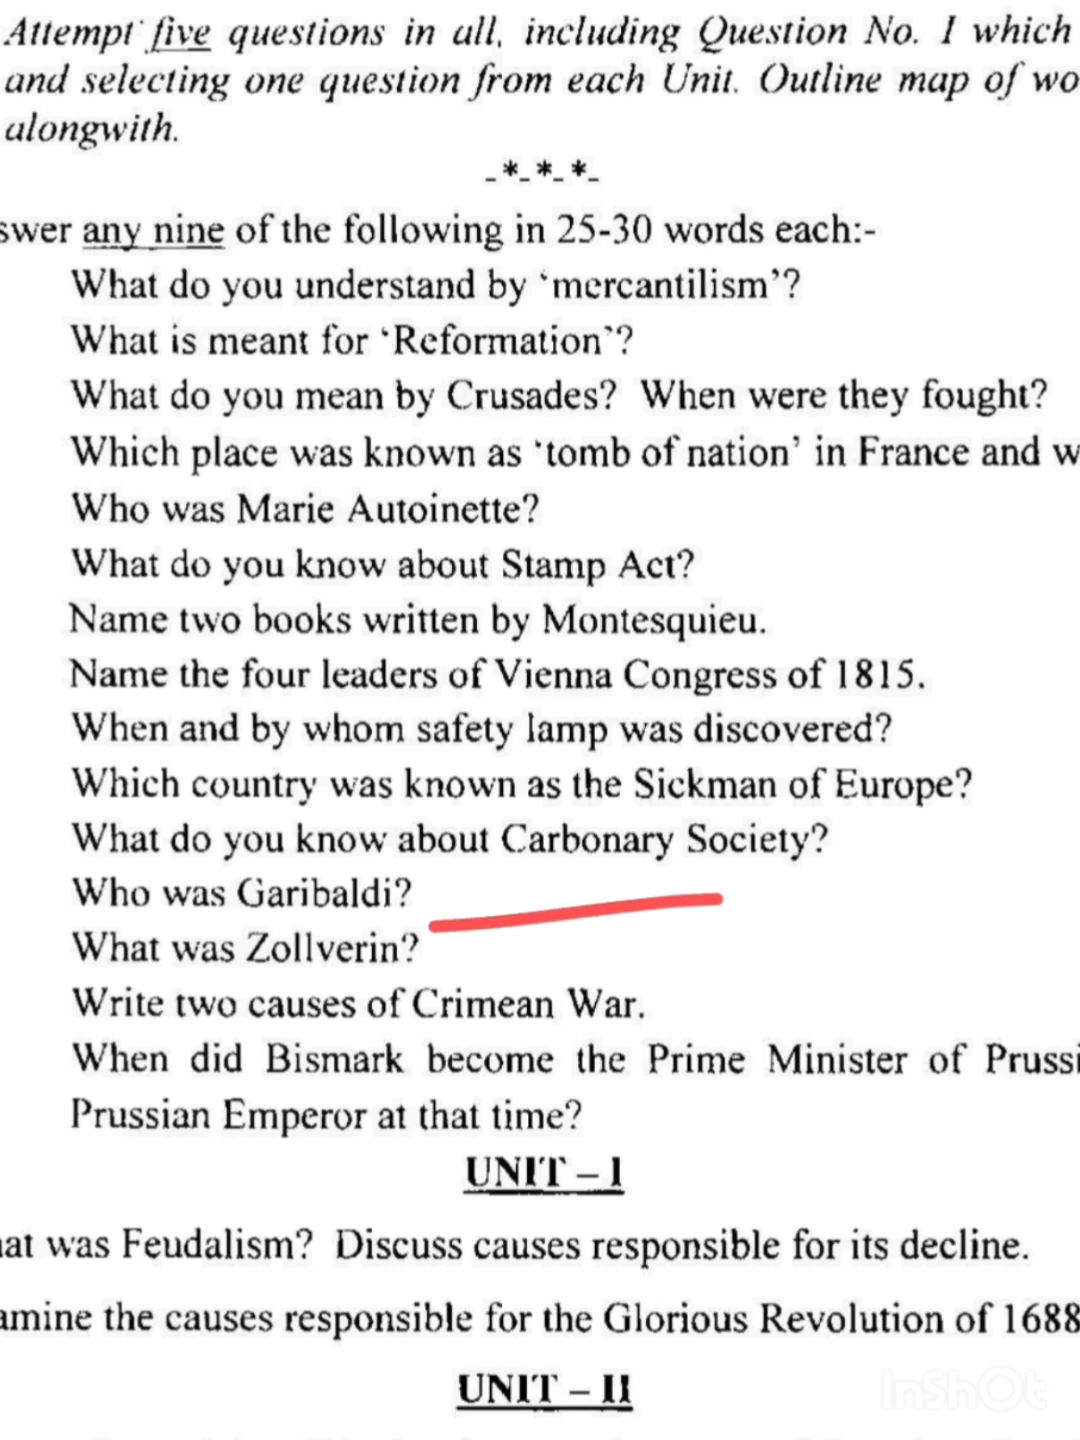 Attempt five questions in all, including Question No. I which
and selecting one question from each Unit. Outline map of wo
alongwith.
-*-*-*-
swer any nine of the following in 25-30 words each:-
What do you understand by ‘mercantilism’?
What is meant for ‘Reformation’?
What do you mean by Crusades? When were they fought?
Which place was known as ‘tomb of nation’ in France and w
Who was Marie Autoinette?
What do you know about Stamp Act?
Name two books written by Montesquieu.
Name the four leaders of Vienna Congress of 1815.
When and by whom safety lamp was discovered?
Which country was known as the Sickman of Europe?
What do you know about Carbonary Society?
Who was Garibaldi?
What was Zollverin?
Write two causes of Crimean War.
When did Bismark become the Prime Minister of Prussi
Prussian Emperor at that time?
UNIT – I
at was Feudalism? Discuss causes responsible for its decline.
amine the causes responsible for the Glorious Revolution of 1688
UNIT – II
InShOt